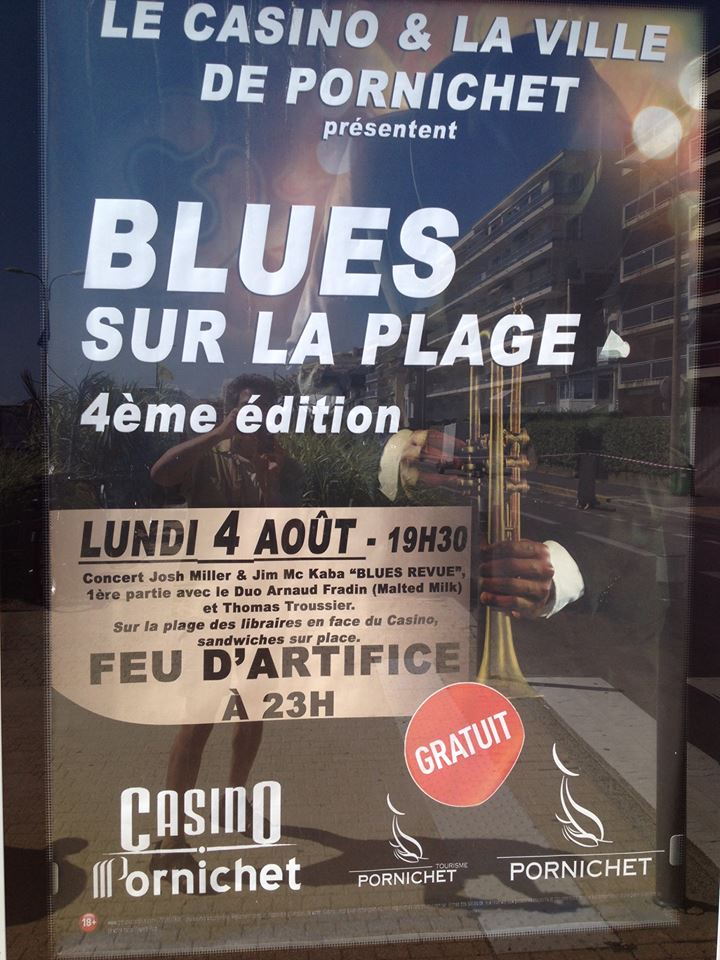 LE CASINO & LA VILLE
DE PORNICHET
présentent
BLUES
SUR LA PLAGE
4ème édition
LUNDI 4 AOÛT - 19H30
Concert Josh Miller & Jim Mc Kaba “BLUES REVUE”,
1ère partie avec le Duo Arnaud Fradin (Malted Milk)
et Thomas Troussier.
Sur la plage des libraires en face du Casino,
sandwiches sur place.
FEU D’ARTIFICE
À 23H
GRATUIT
CASINO
Pornichet
TOURISME
PORNICHET
PORNICHET
18+